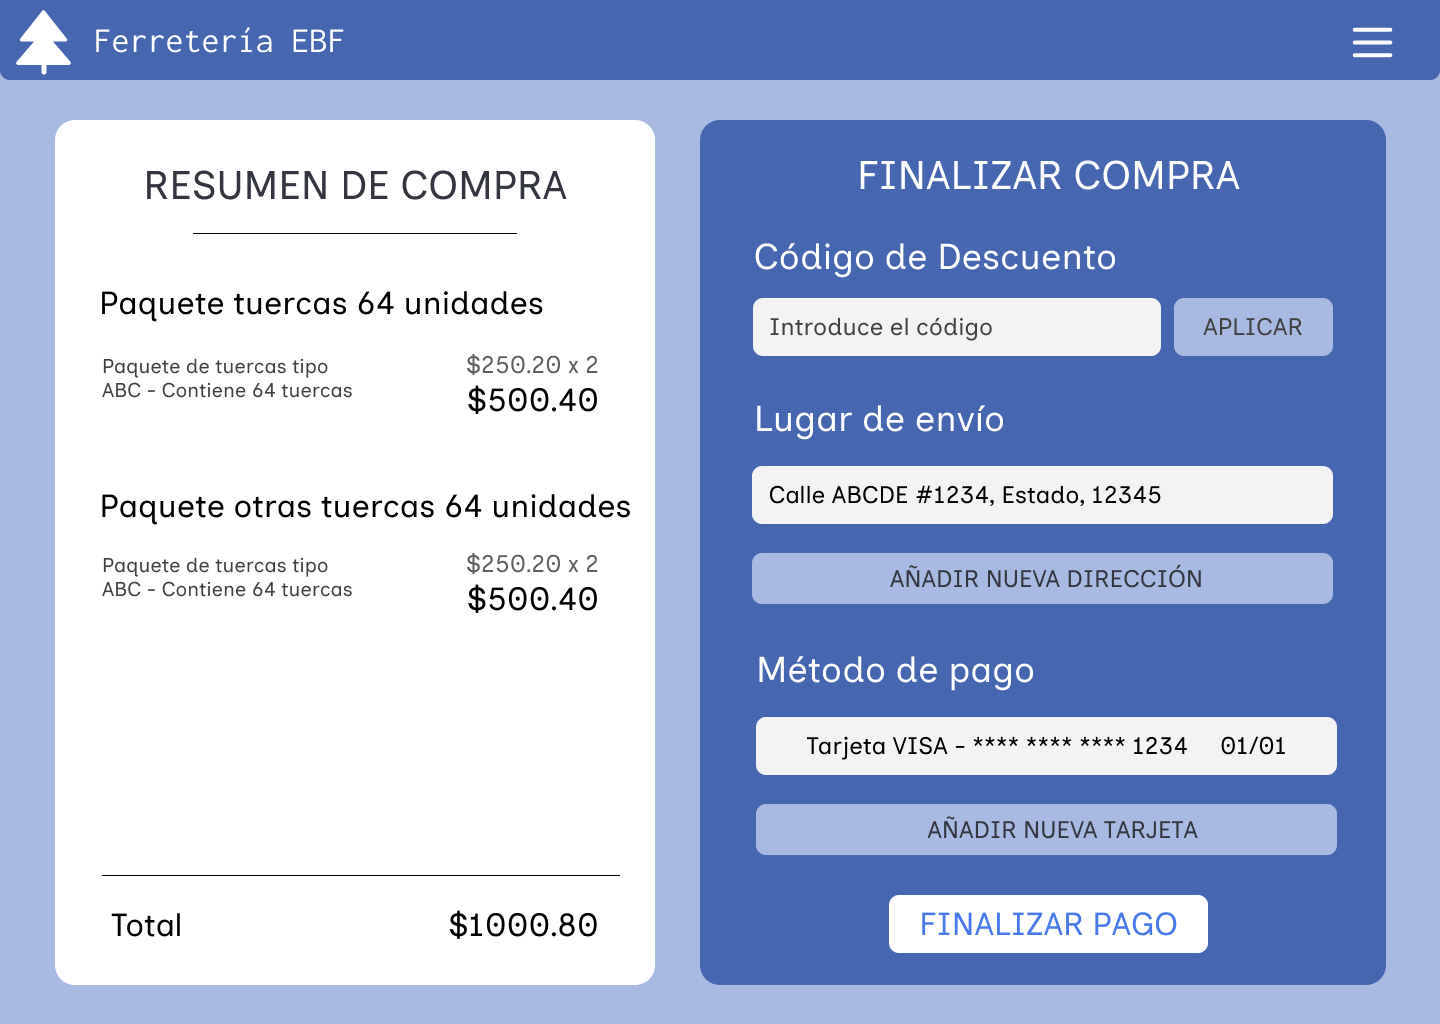 Ferretería EBF
RESUMEN DE COMPRA
Paquete tuercas 64 unidades
Paquete de tuercas tipo
ABC - Contiene 64 tuercas
$250.20 x 2
$500.40
Paquete otras tuercas 64 unidades
Paquete de tuercas tipo
ABC - Contiene 64 tuercas
$250.20 x 2
$500.40
Total $1000.80
FINALIZAR COMPRA
Código de Descuento
Introduce el código APLICAR
Lugar de envío
Calle ABCDE #1234, Estado, 12345
AÑADIR NUEVA DIRECCIÓN
Método de pago
Tarjeta VISA - **** **** **** 1234 01/01
AÑADIR NUEVA TARJETA
FINALIZAR PAGO